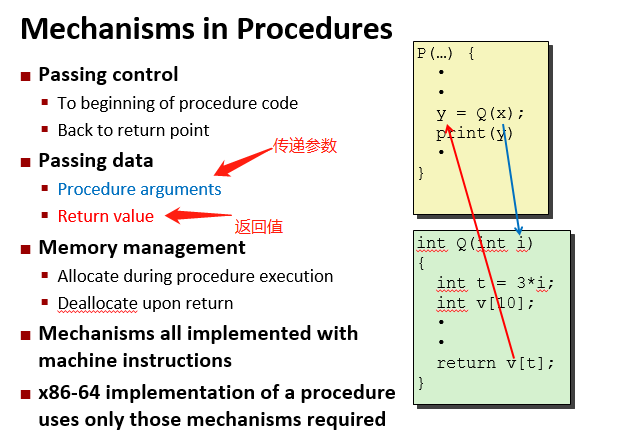 Mechanisms in Procedures
Passing control
To beginning of procedure code
Back to return point
Passing data
传递参数
Procedure arguments
Return value
返回值
Memory management
Allocate during procedure execution
Deallocate upon return
Mechanisms all implemented with
machine instructions
x86-64 implementation of a procedure
uses only those mechanisms required
P(…) {
•
•
y = Q(x);
print(y)
•
}
int Q(int i)
{
int t = 3*i;
int v[10];
•
•
return v[t];
}